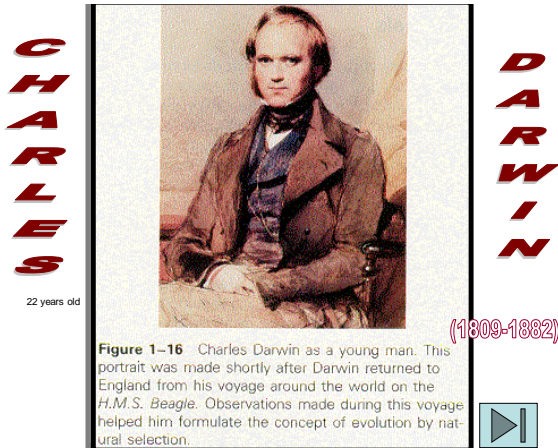 CHARLES
DARWIN
22 years old
(1809-1882)
Figure 1–16 Charles Darwin as a young man. This
portrait was made shortly after Darwin returned to
England from his voyage around the world on the
H.M.S. Beagle. Observations made during this voyage
helped him formulate the concept of evolution by nat-
ural selection.